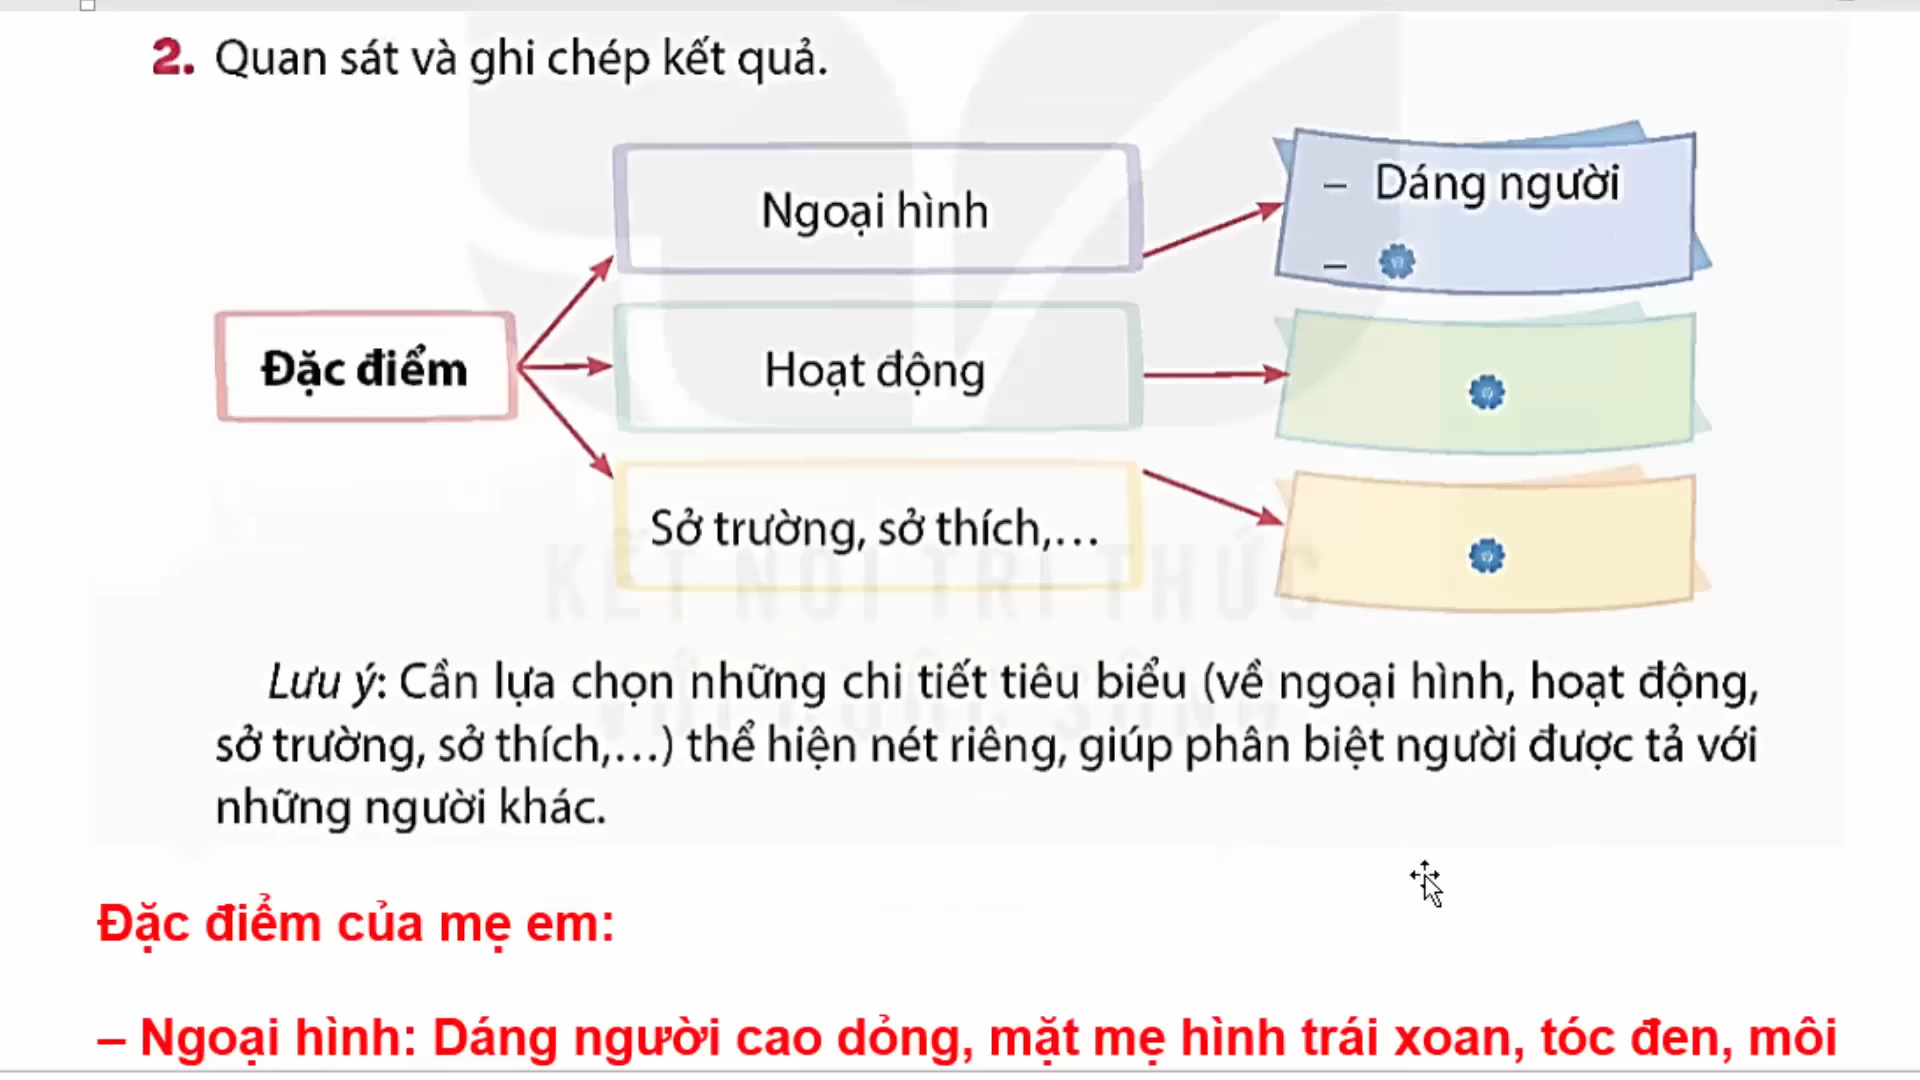 2. Quan sát và ghi chép kết quả.
Ngoại hình
– Dáng người
–
Đặc điểm
Hoạt động
Sở trường, sở thích,...
KẾT NỐI TRI THỨC
VỚI CUỘC SỐNG
Lưu ý: Cần lựa chọn những chi tiết tiêu biểu (về ngoại hình, hoạt động,
sở trường, sở thích,...) thể hiện nét riêng, giúp phân biệt người được tả với
những người khác.
Đặc điểm của mẹ em:
– Ngoại hình: Dáng người cao dỏng, mặt mẹ hình trái xoan, tóc đen, môi